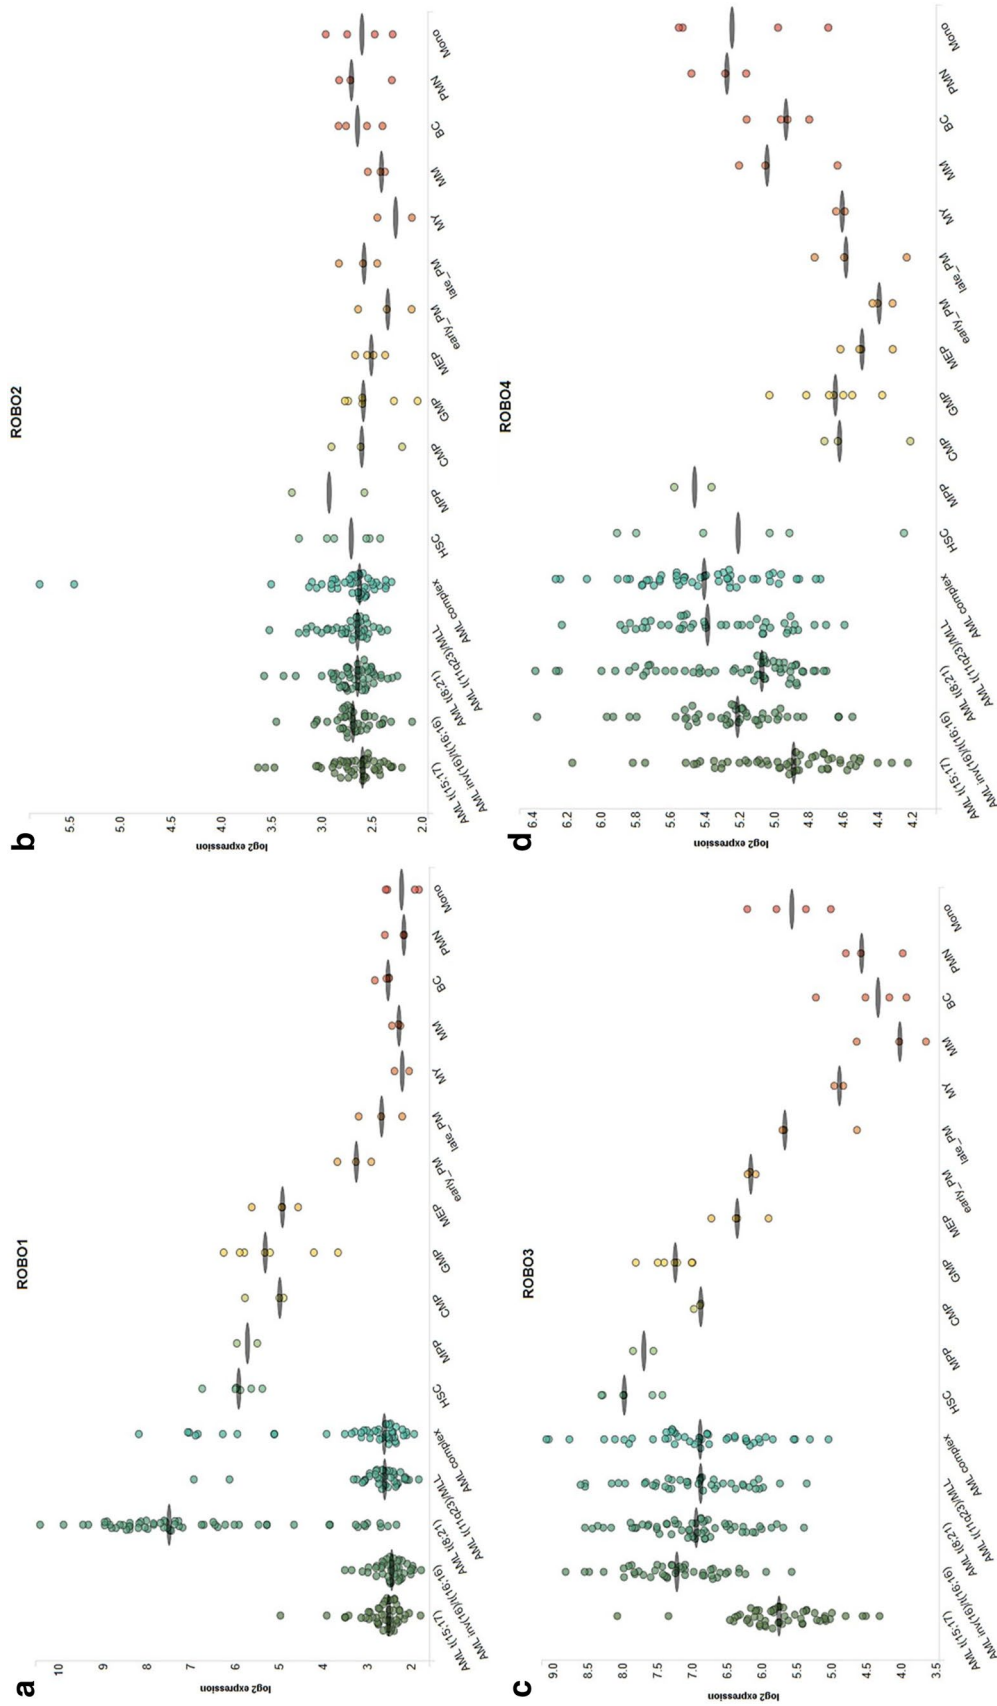 a
ROBO1
log2 expression
10
9
8
7
6
5
4
3
2
AML t(15;17)
AML inv(16)/t(16;16)
AML t(8;21)
AML t(11q23)/MLL
AML complex
HSC
MPP
CMP
GMP
MEP
early_PM
late_PM
MY
MM
BC
PMN
Mono
b
ROBO2
log2 expression
5.5
5.0
4.5
4.0
3.5
3.0
2.5
2.0
AML t(15;17)
AML inv(16)/t(16;16)
AML t(8;21)
AML t(11q23)/MLL
AML complex
HSC
MPP
CMP
GMP
MEP
early_PM
late_PM
MY
MM
BC
PMN
Mono
c
ROBO3
log2 expression
9.0
8.5
8.0
7.5
7.0
6.5
6.0
5.5
5.0
4.5
4.0
3.5
AML t(15;17)
AML inv(16)/t(16;16)
AML t(8;21)
AML t(11q23)/MLL
AML complex
HSC
MPP
CMP
GMP
MEP
early_PM
late_PM
MY
MM
BC
PMN
Mono
d
ROBO4
log2 expression
6.4
6.2
6.0
5.8
5.6
5.4
5.2
5.0
4.8
4.6
4.4
4.2
AML t(15;17)
AML inv(16)/t(16;16)
AML t(8;21)
AML t(11q23)/MLL
AML complex
HSC
MPP
CMP
GMP
MEP
early_PM
late_PM
MY
MM
BC
PMN
Mono